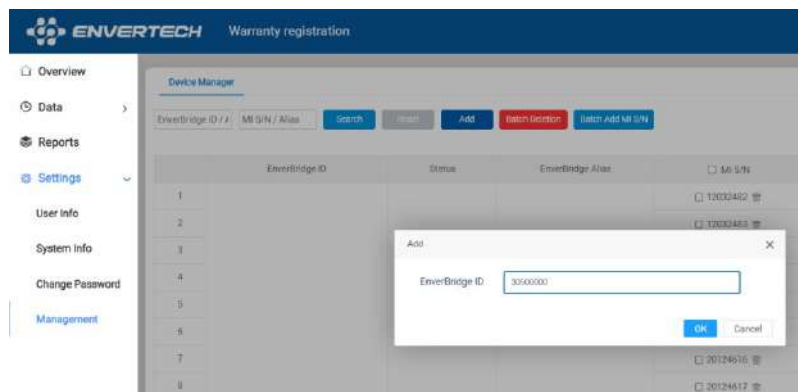 ENVERTECH Warranty registration
Overview
Data
Reports
Settings
User Info
System Info
Change Password
Management
Device Manager
EnverBridge ID / A MI S/N / Alias Search Reset Add Batch Deletion Batch Add MI S/N
EnverBridge ID Status EnverBridge Alias MI S/N
1 12032482
2 12032483
3
4
5
6
7 20124616
8 20124617
Add
EnverBridge ID 30500000
OK Cancel